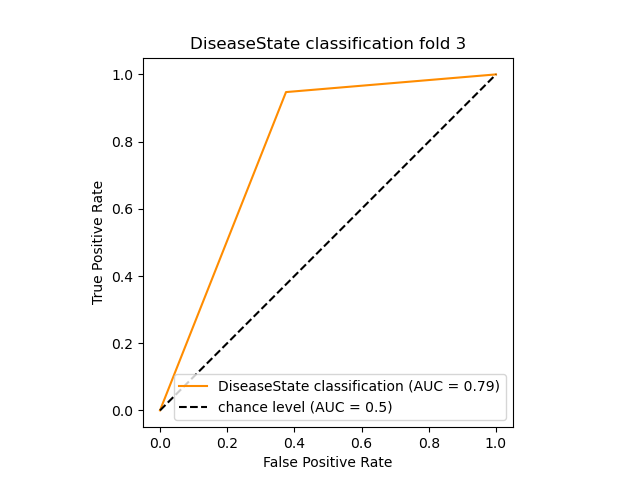 DiseaseState classification fold 3
1.0
0.8
0.6
0.4
0.2
0.0
True Positive Rate
DiseaseState classification (AUC = 0.79)
chance level (AUC = 0.5)
0.0 0.2 0.4 0.6 0.8 1.0
False Positive Rate